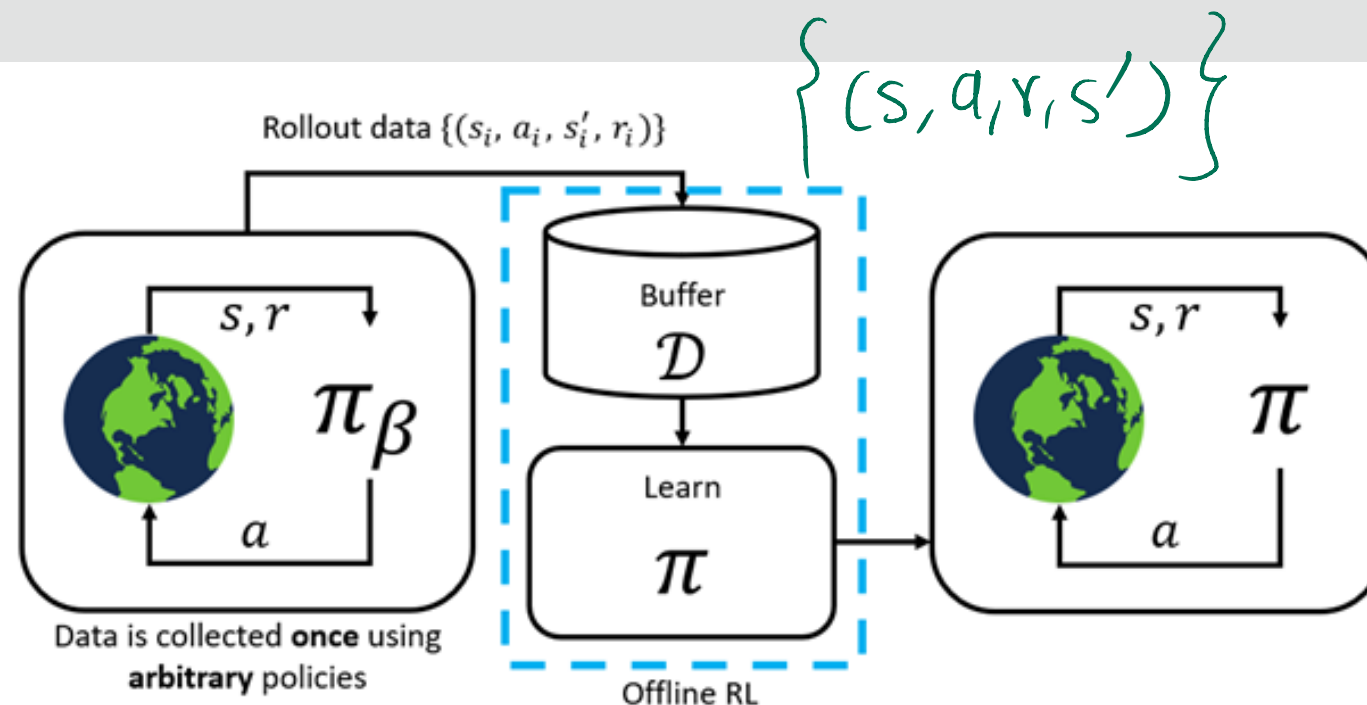 {(s, a, r, s′)}
Rollout data {(sᵢ, aᵢ, s′ᵢ, rᵢ)}
s, r
π_β
a
Data is collected once using
arbitrary policies
Buffer
𝒟
Learn
π
Offline RL
s, r
π
a